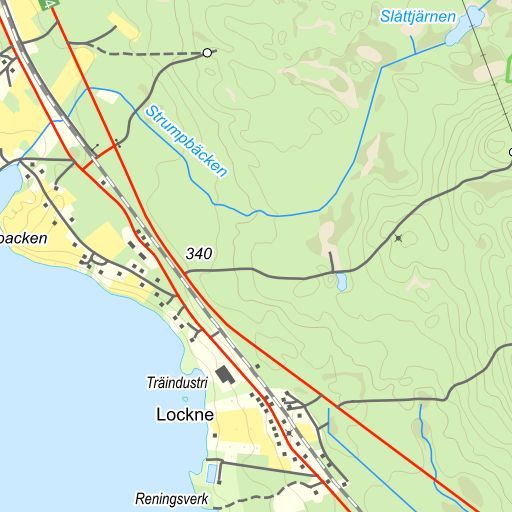 Slåttjärnen
Strumpbäcken
backen
340
Träindustri
Lockne
Reningsverk